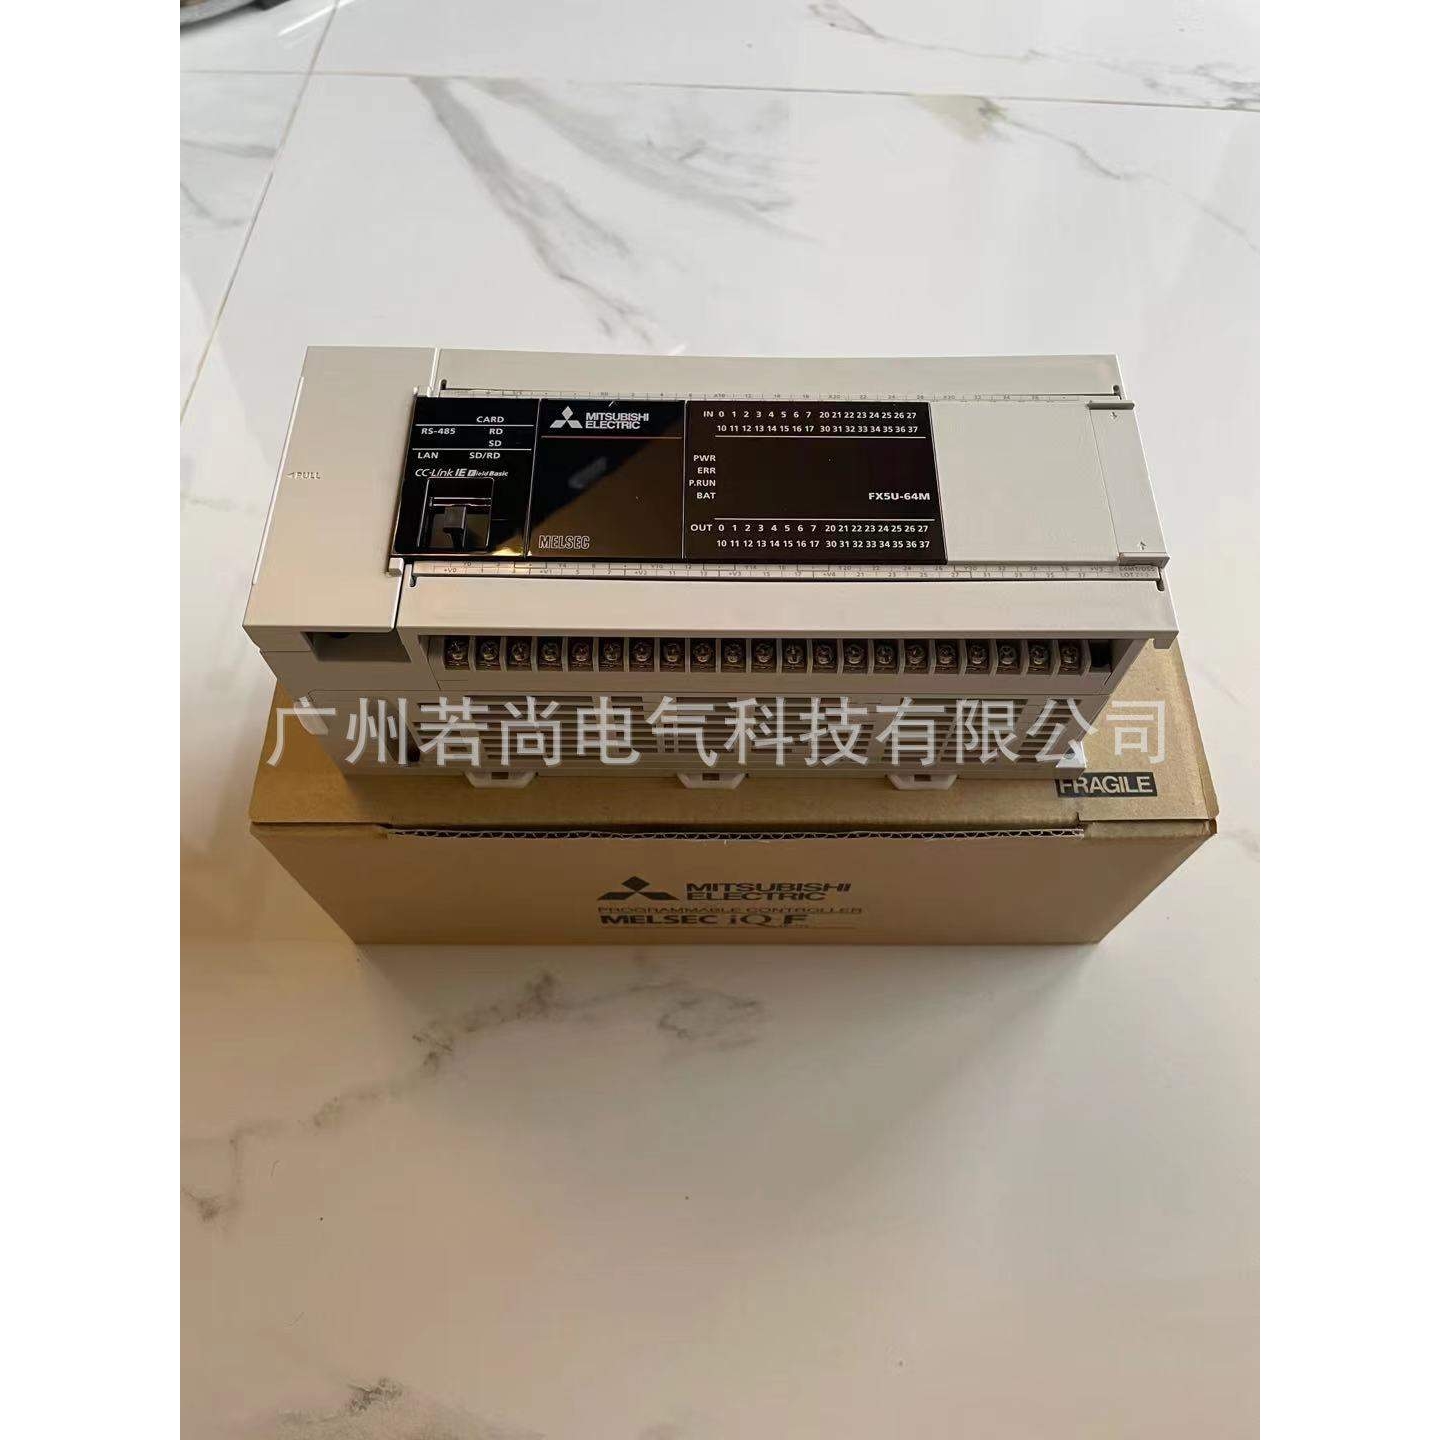 CARD
RS-485 RD
SD
LAN SD/RD
CC-Link IE Field Basic
MITSUBISHI
ELECTRIC
MELSEC
IN 0 1 2 3 4 5 6 7 20 21 22 23 24 25 26 27
10 11 12 13 14 15 16 17 30 31 32 33 34 35 36 37
PWR
ERR
P.RUN
BAT
FX5U-64M
OUT 0 1 2 3 4 5 6 7 20 21 22 23 24 25 26 27
10 11 12 13 14 15 16 17 30 31 32 33 34 35 36 37
PULL
广州若尚电气科技有限公司
FRAGILE
MITSUBISHI
ELECTRIC
PROGRAMMABLE CONTROLLER
MELSEC iQ-F